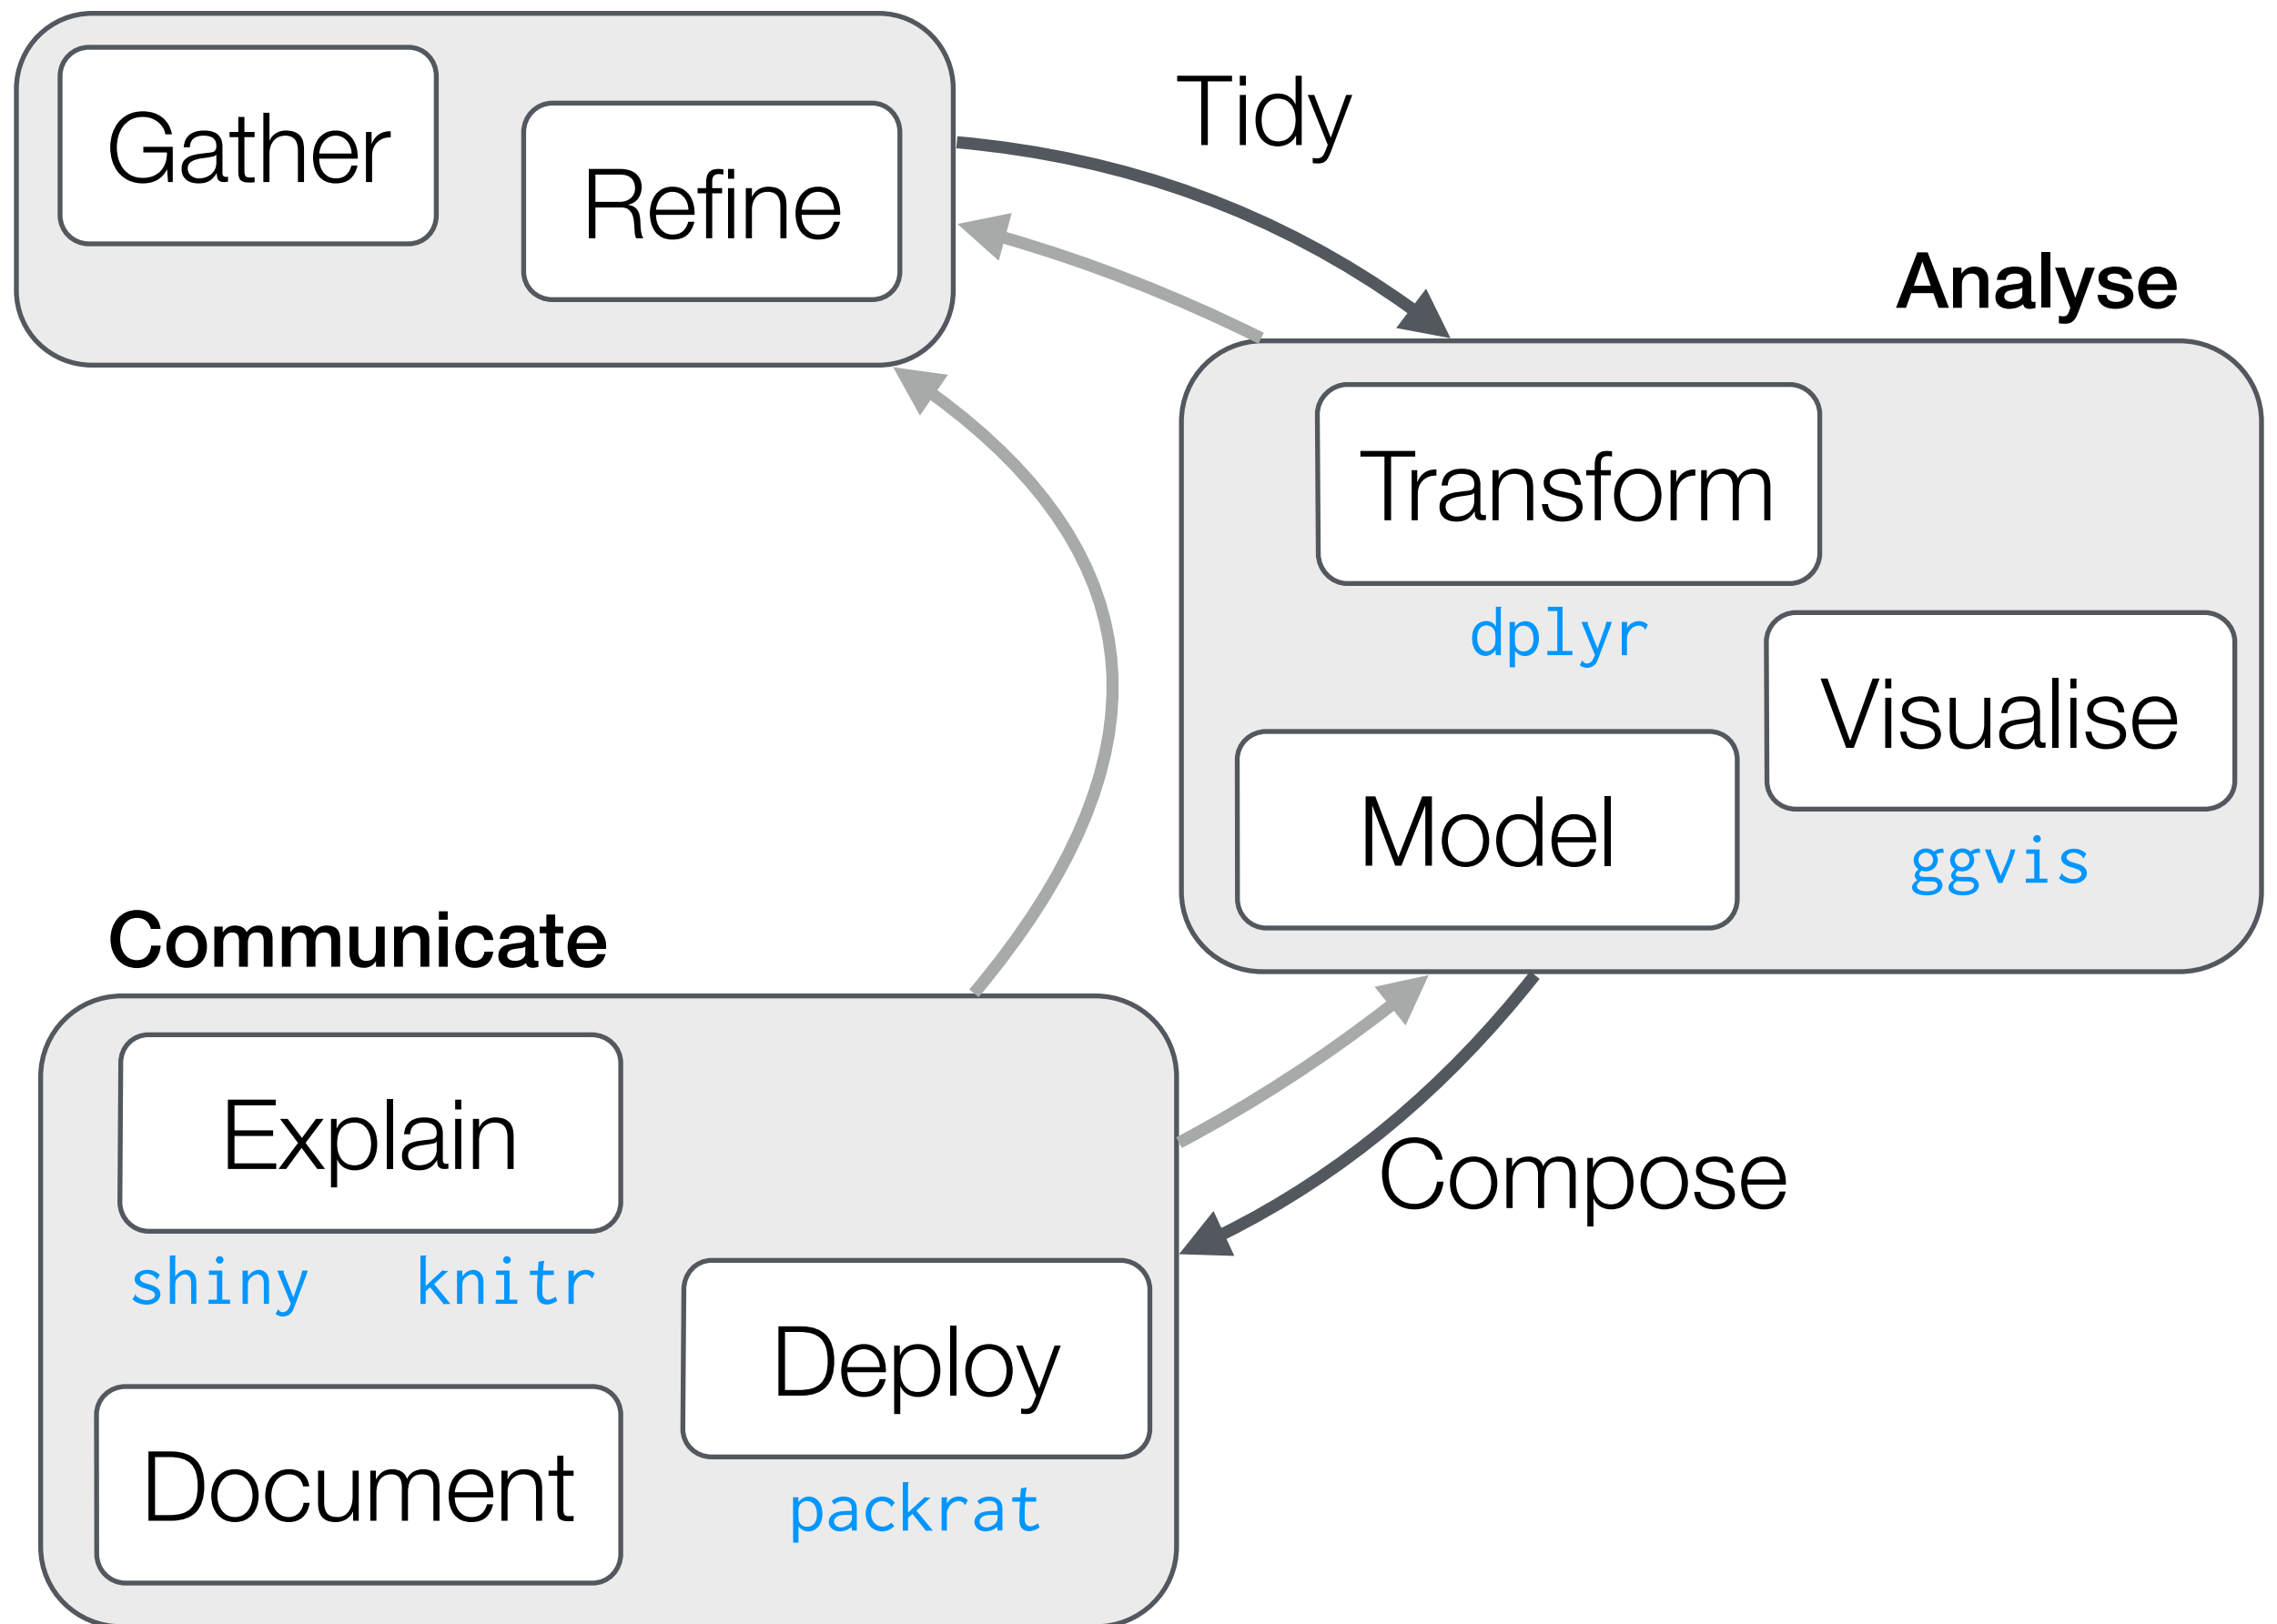 Gather
Refine
Tidy
Analyse
Transform
dplyr
Visualise
ggvis
Model
Communicate
Explain
shiny knitr
Compose
Deploy
packrat
Document